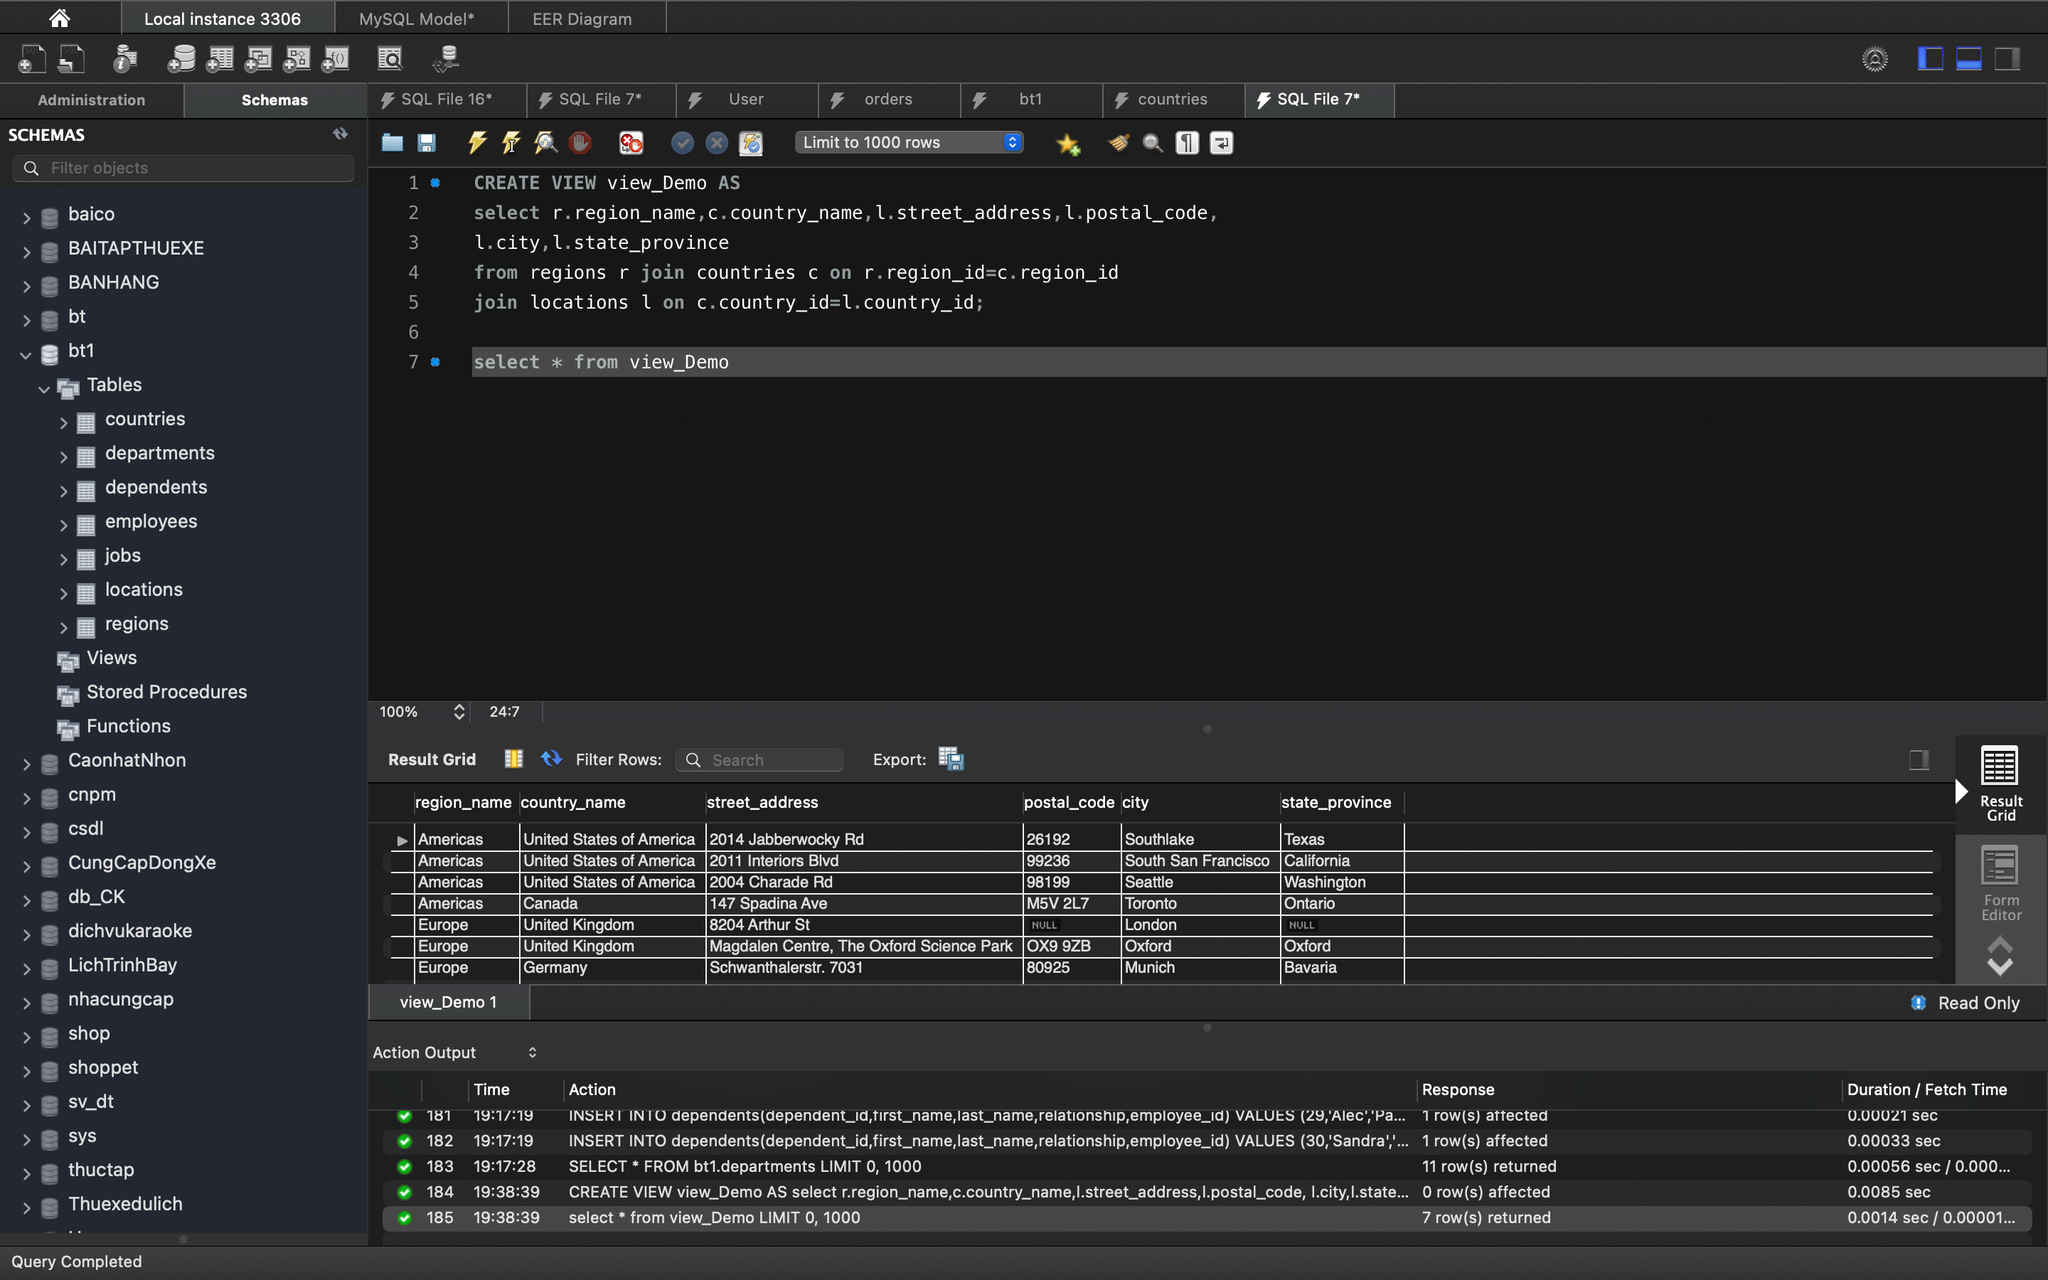 Local instance 3306
MySQL Model*
EER Diagram
Administration
Schemas
SQL File 16*
SQL File 7*
User
orders
bt1
countries
SQL File 7*
SCHEMAS
Filter objects
baico
BAITAPTHUEXE
BANHANG
bt
bt1
Tables
countries
departments
dependents
employees
jobs
locations
regions
Views
Stored Procedures
Functions
CaonhatNhon
cnpm
csdl
CungCapDongXe
db_CK
dichvukaraoke
LichTrinhBay
nhacungcap
shop
shoppet
sv_dt
sys
thuctap
Thuexedulich
Limit to 1000 rows
1 CREATE VIEW view_Demo AS
2 select r.region_name,c.country_name,l.street_address,l.postal_code,
3 l.city,l.state_province
4 from regions r join countries c on r.region_id=c.region_id
5 join locations l on c.country_id=l.country_id;
6
7 select * from view_Demo
100% 24:7
Result Grid Filter Rows: Search Export:
region_name country_name street_address postal_code city state_province
Americas United States of America 2014 Jabberwocky Rd 26192 Southlake Texas
Americas United States of America 2011 Interiors Blvd 99236 South San Francisco California
Americas United States of America 2004 Charade Rd 98199 Seattle Washington
Americas Canada 147 Spadina Ave M5V 2L7 Toronto Ontario
Europe United Kingdom 8204 Arthur St NULL London NULL
Europe United Kingdom Magdalen Centre, The Oxford Science Park OX9 9ZB Oxford Oxford
Europe Germany Schwanthalerstr. 7031 80925 Munich Bavaria
Result
Grid
Form
Editor
view_Demo 1
Read Only
Action Output
Time Action Response Duration / Fetch Time
181 19:17:19 INSERT INTO dependents(dependent_id,first_name,last_name,relationship,employee_id) VALUES (29,'Alec','Pa... 1 row(s) affected 0.00021 sec
182 19:17:19 INSERT INTO dependents(dependent_id,first_name,last_name,relationship,employee_id) VALUES (30,'Sandra','... 1 row(s) affected 0.00033 sec
183 19:17:28 SELECT * FROM bt1.departments LIMIT 0, 1000 11 row(s) returned 0.00056 sec / 0.000...
184 19:38:39 CREATE VIEW view_Demo AS select r.region_name,c.country_name,l.street_address,l.postal_code, l.city,l.state... 0 row(s) affected 0.0085 sec
185 19:38:39 select * from view_Demo LIMIT 0, 1000 7 row(s) returned 0.0014 sec / 0.00001...
Query Completed